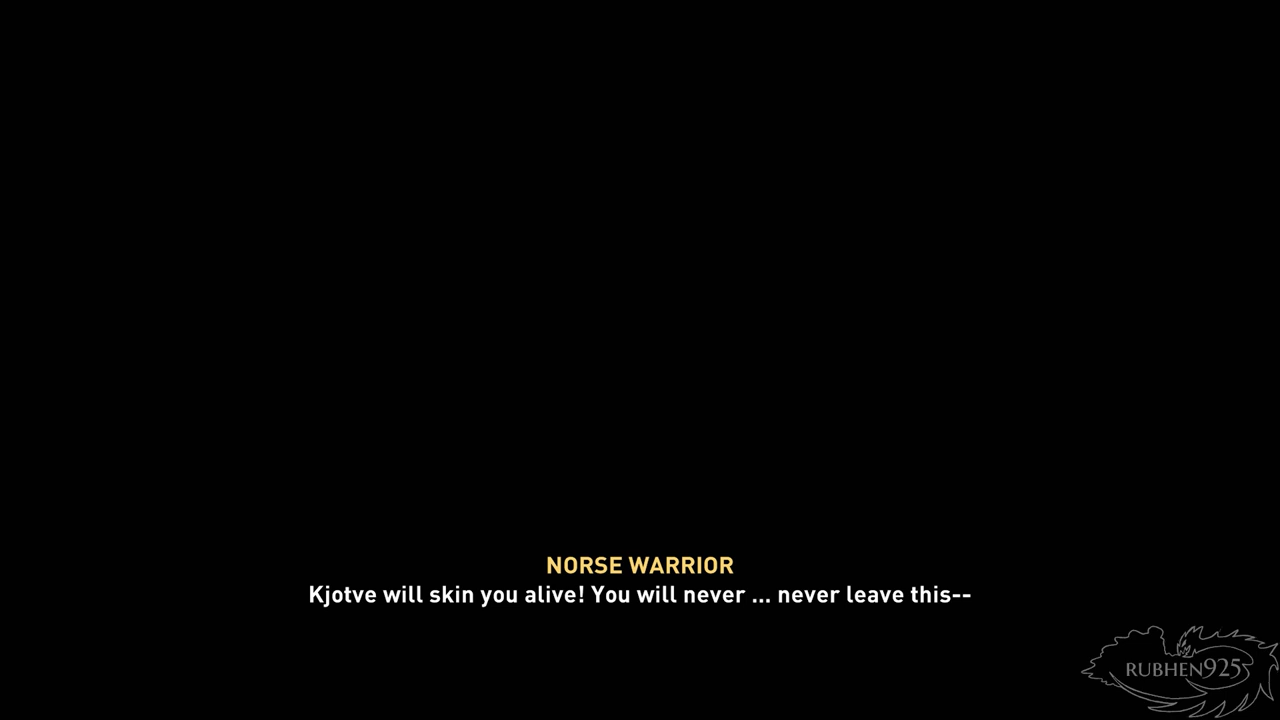 NORSE WARRIOR
Kjotve will skin you alive! You will never ... never leave this--
RUBHEN925